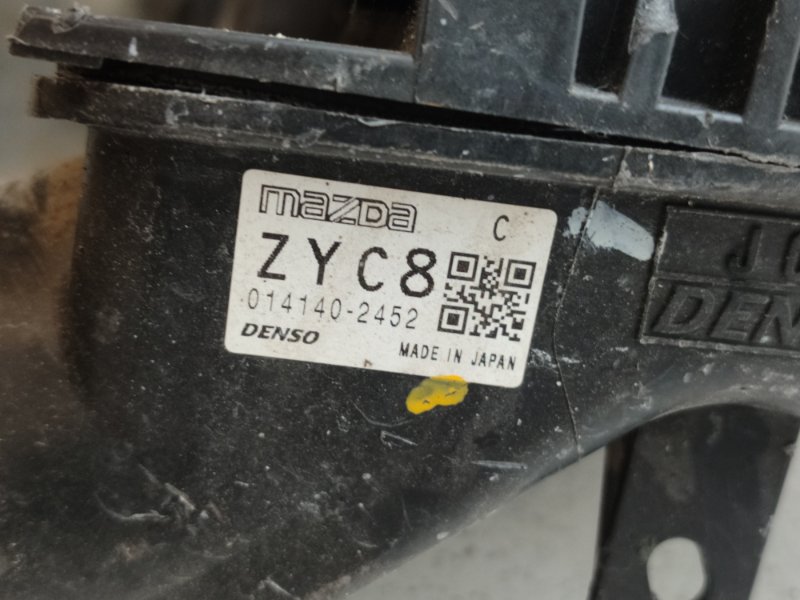 mazda C
ZYC8
014140-2452
DENSO
MADE IN JAPAN